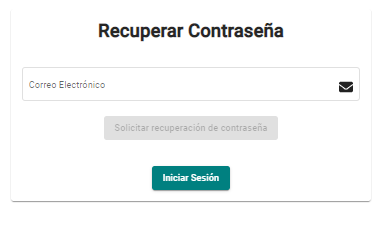 Recuperar Contraseña
Correo Electrónico
Solicitar recuperación de contraseña
Iniciar Sesión